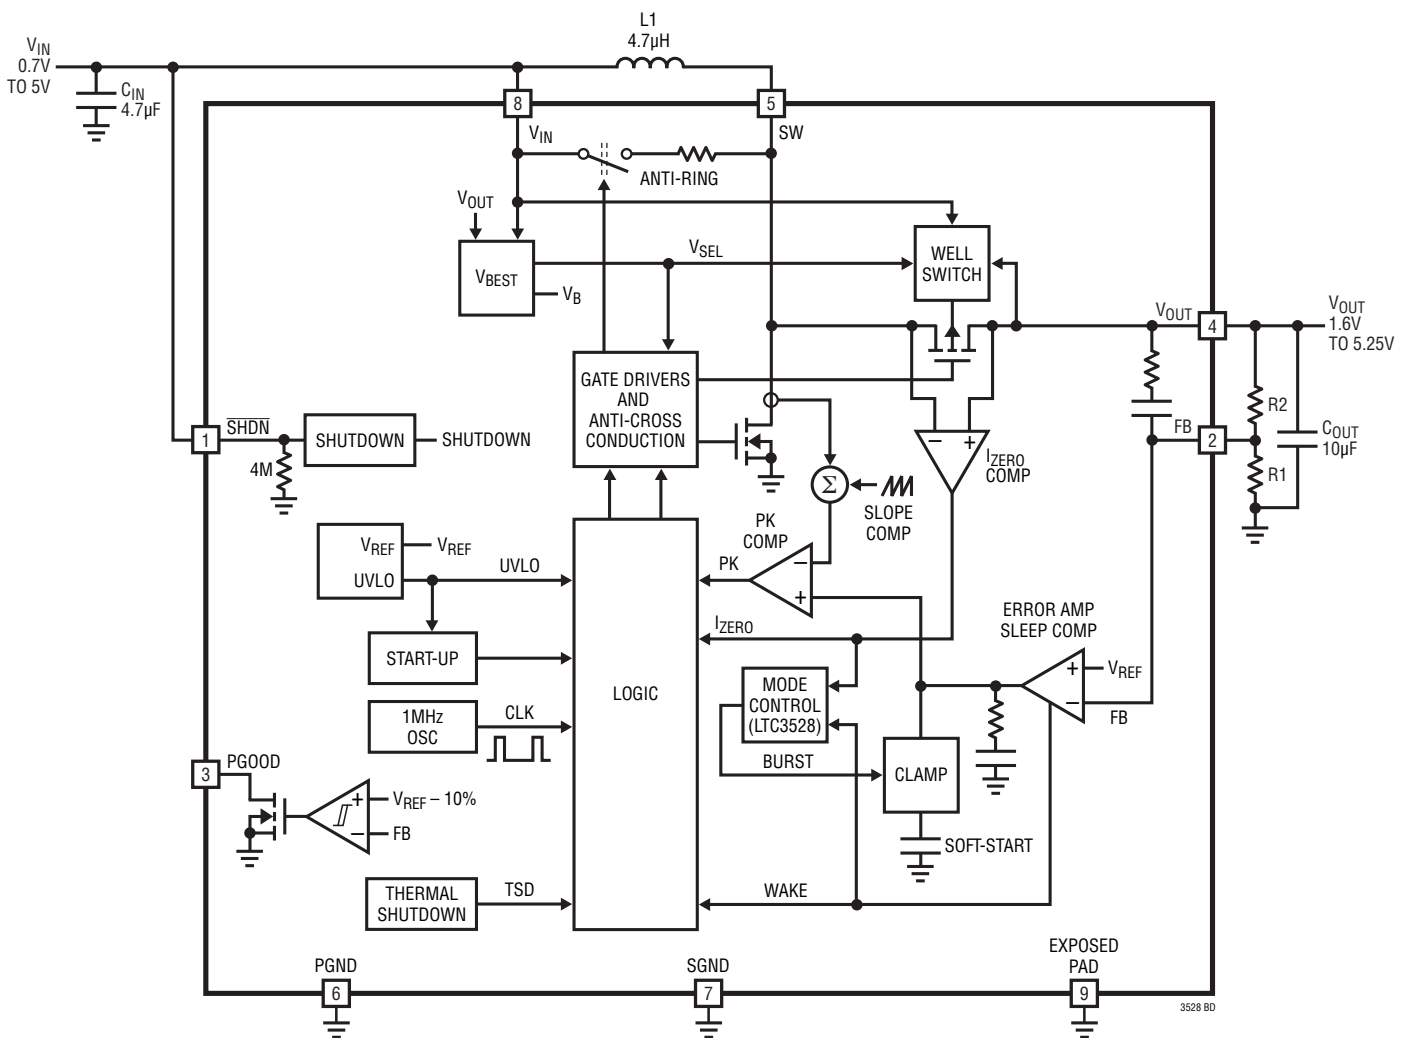 L1
4.7µH
VIN
0.7V
TO 5V
CIN
4.7µF
8
5
VIN
SW
ANTI-RING
VOUT
VBEST
VSEL
VB
WELL
SWITCH
VOUT
4
VOUT
1.6V
TO 5.25V
GATE DRIVERS
AND
ANTI-CROSS
CONDUCTION
1
SHDN
SHUTDOWN
SHUTDOWN
4M
– +
IZERO
COMP
FB
2
R2
R1
COUT
10µF
Σ
SLOPE
COMP
PK
COMP
PK
–
+
VREF
VREF
UVLO
UVLO
START-UP
1MHz
OSC
CLK
LOGIC
IZERO
MODE
CONTROL
(LTC3528)
BURST
ERROR AMP
SLEEP COMP
+
VREF
–
FB
CLAMP
SOFT-START
3
PGOOD
+
VREF – 10%
–
FB
THERMAL
SHUTDOWN
TSD
WAKE
PGND
6
SGND
7
EXPOSED
PAD
9
3528 BD